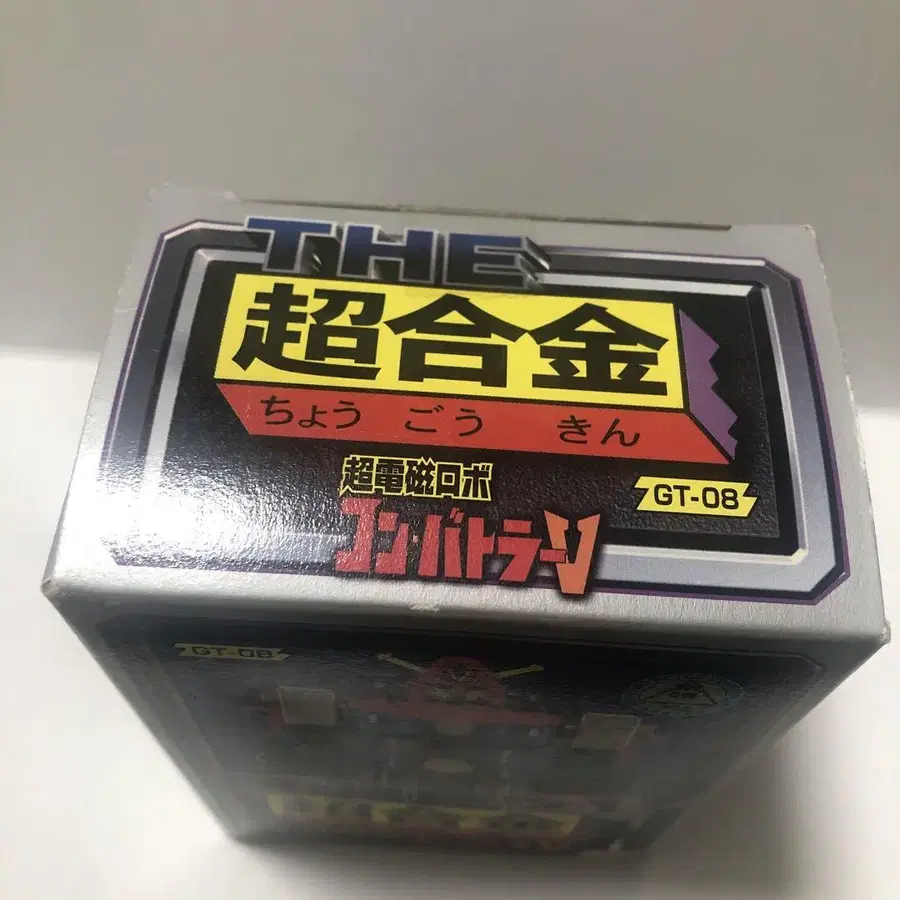 THE
超合金
ちょう ごう きん
超電磁ロボ
GT-08
コン・バトラーV
GT-08